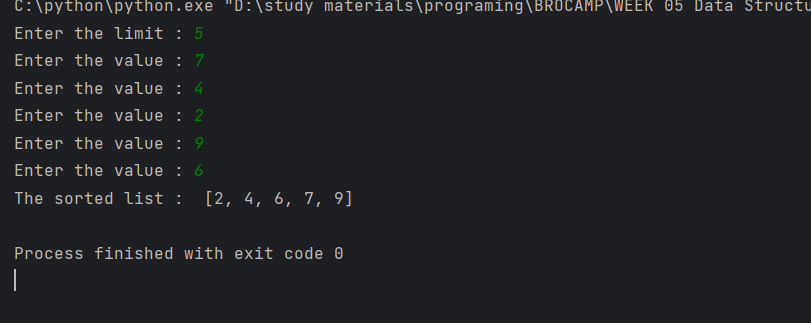 C:\python\python.exe "D:\study materials\programing\BROCAMP\WEEK 05 Data Structu
Enter the limit : 5
Enter the value : 7
Enter the value : 4
Enter the value : 2
Enter the value : 9
Enter the value : 6
The sorted list :  [2, 4, 6, 7, 9]
Process finished with exit code 0